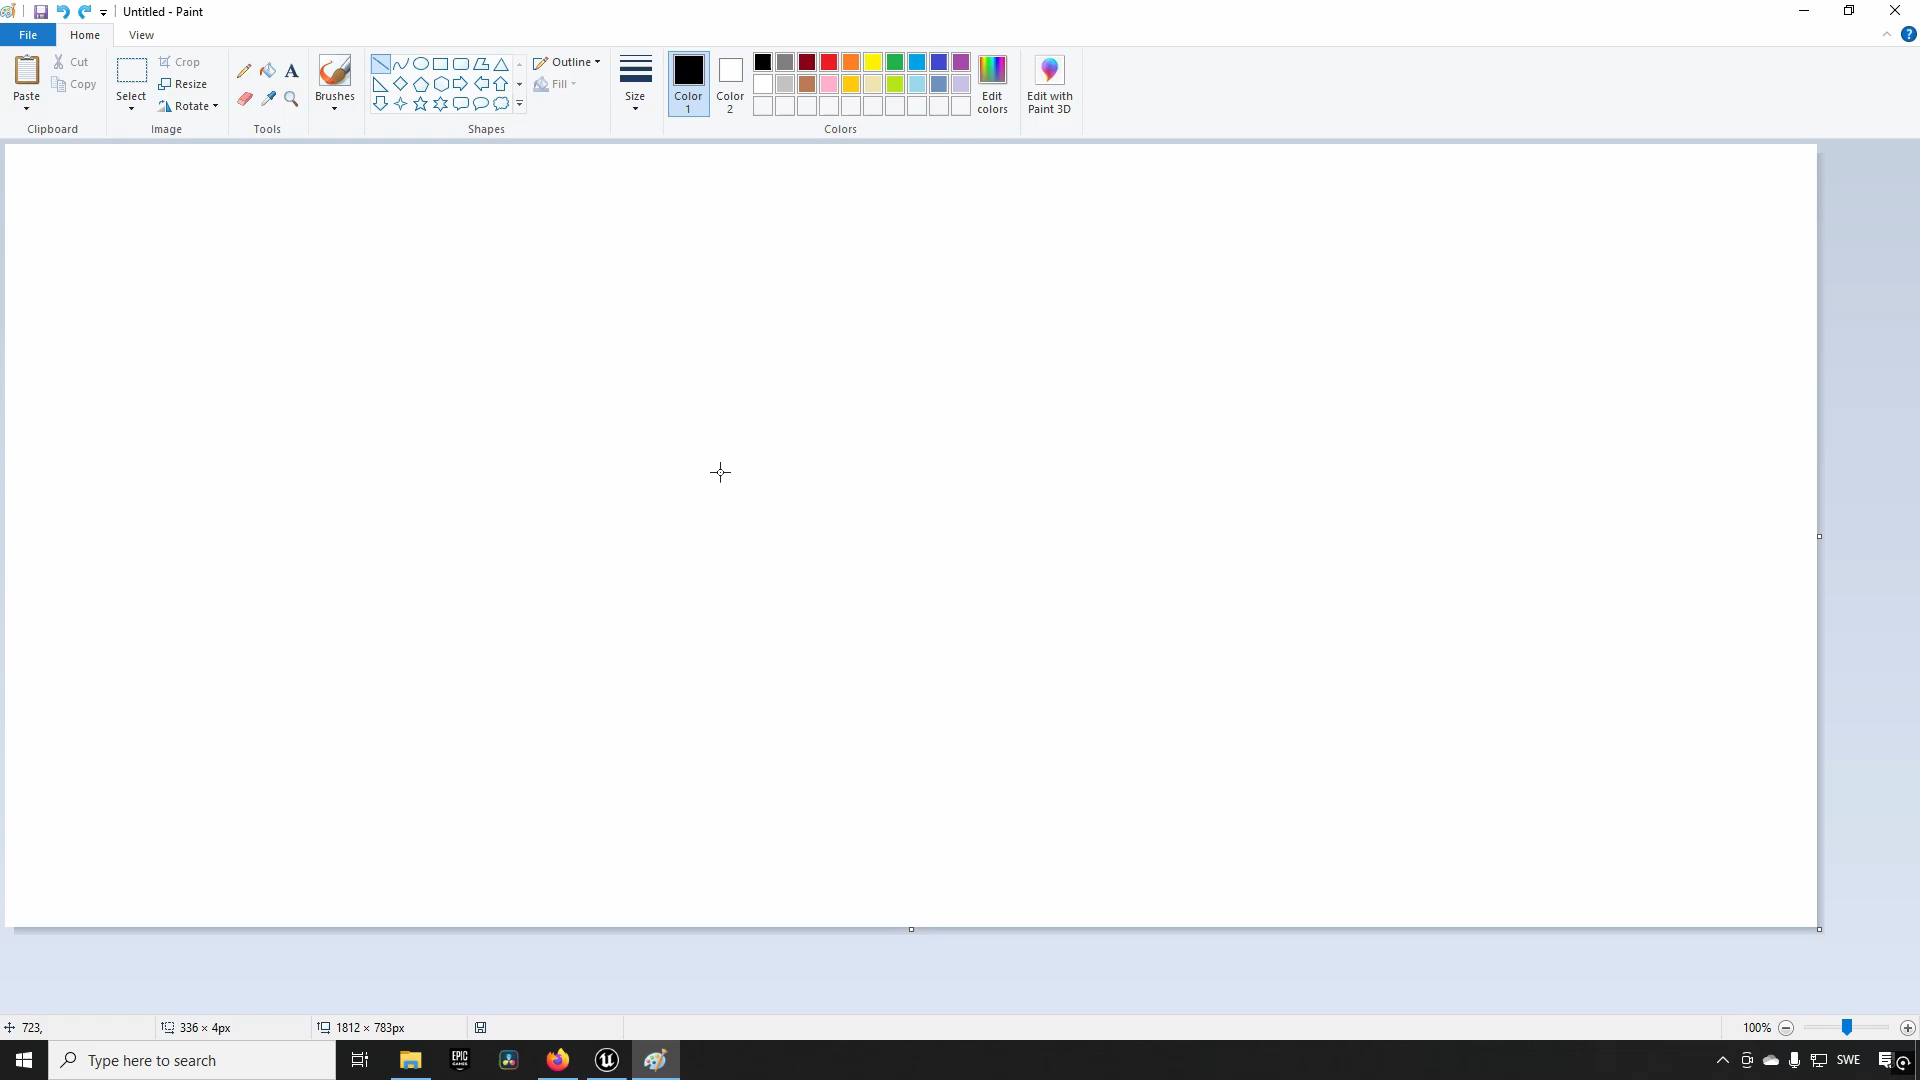 Untitled - Paint
File Home View
Paste
Cut
Copy
Clipboard
Select
Crop
Resize
Rotate
Image
A
Tools
Brushes
Shapes
Outline
Fill
Size
Color 1
Color 2
Colors
Edit colors
Edit with Paint 3D
723,
336 × 4px
1812 × 783px
100%
Type here to search
EPIC GAMES
SWE